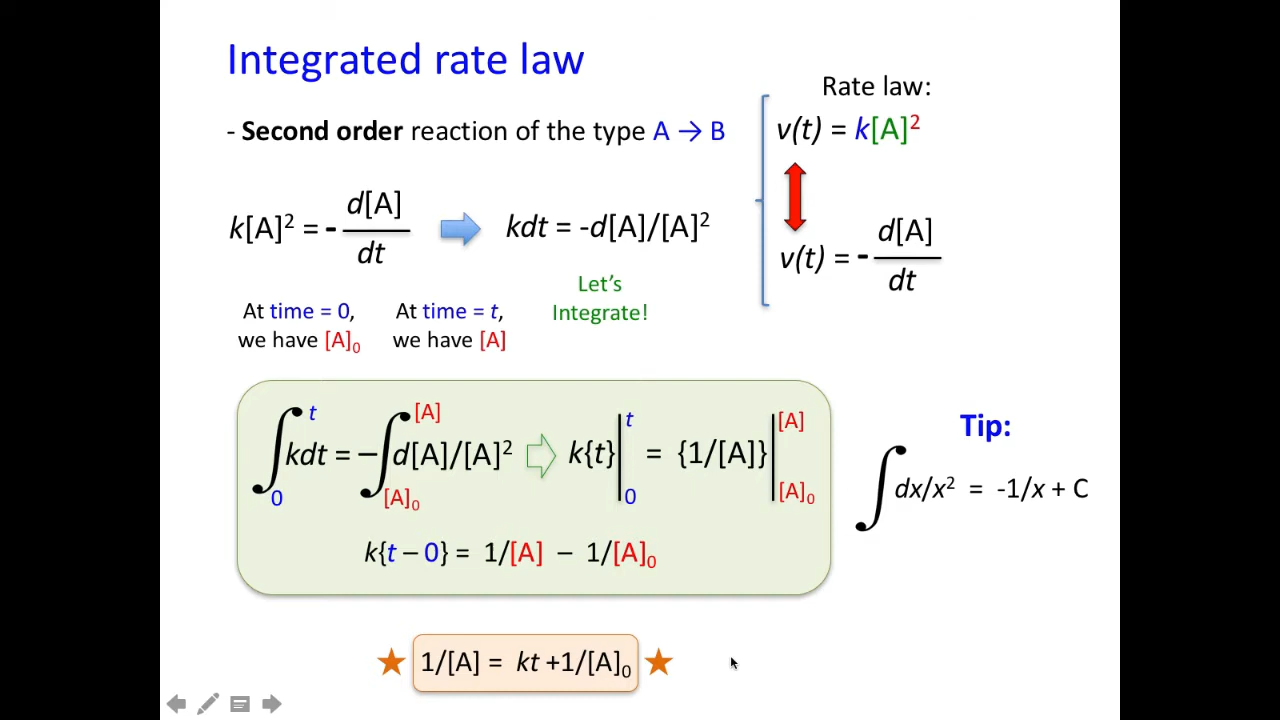 Integrated rate law
- Second order reaction of the type A → B
Rate law:
v(t) = k[A]²
k[A]² = - d[A]/dt
kdt = -d[A]/[A]²
v(t) = - d[A]/dt
At time = 0,
we have [A]₀
At time = t,
we have [A]
Let's
Integrate!
∫₀ᵗ kdt = – ∫_[A]₀^[A] d[A]/[A]² ⇨ k{t}|₀ᵗ = {1/[A]}|_[A]₀^[A]
k{t – 0} = 1/[A] – 1/[A]₀
Tip:
∫ dx/x² = -1/x + C
1/[A] = kt +1/[A]₀